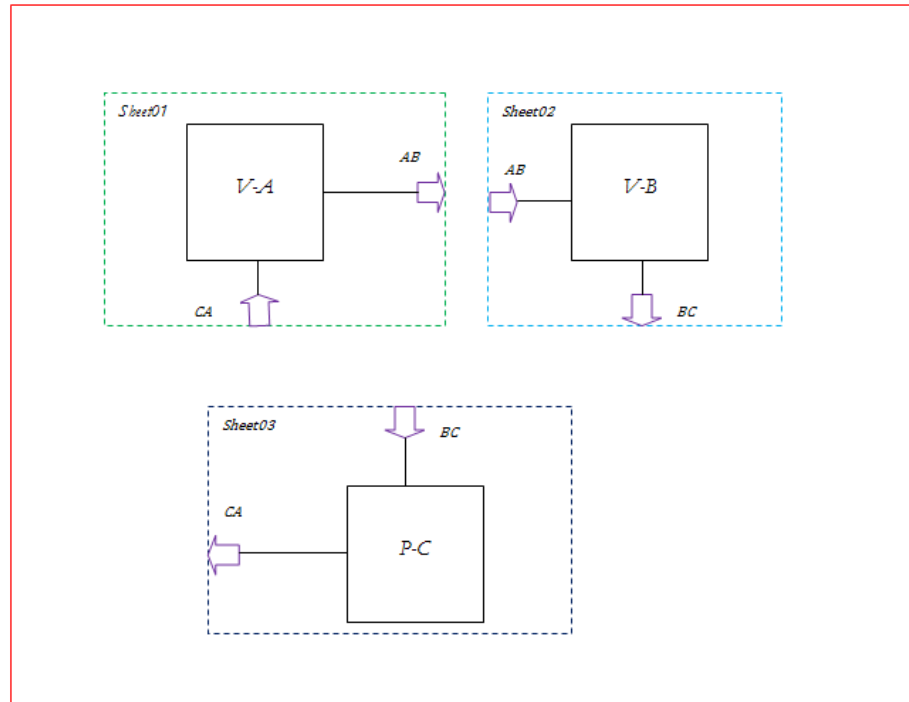 Sheet01
AB
V-A
CA
Sheet02
AB
V-B
BC
Sheet03
BC
CA
P-C